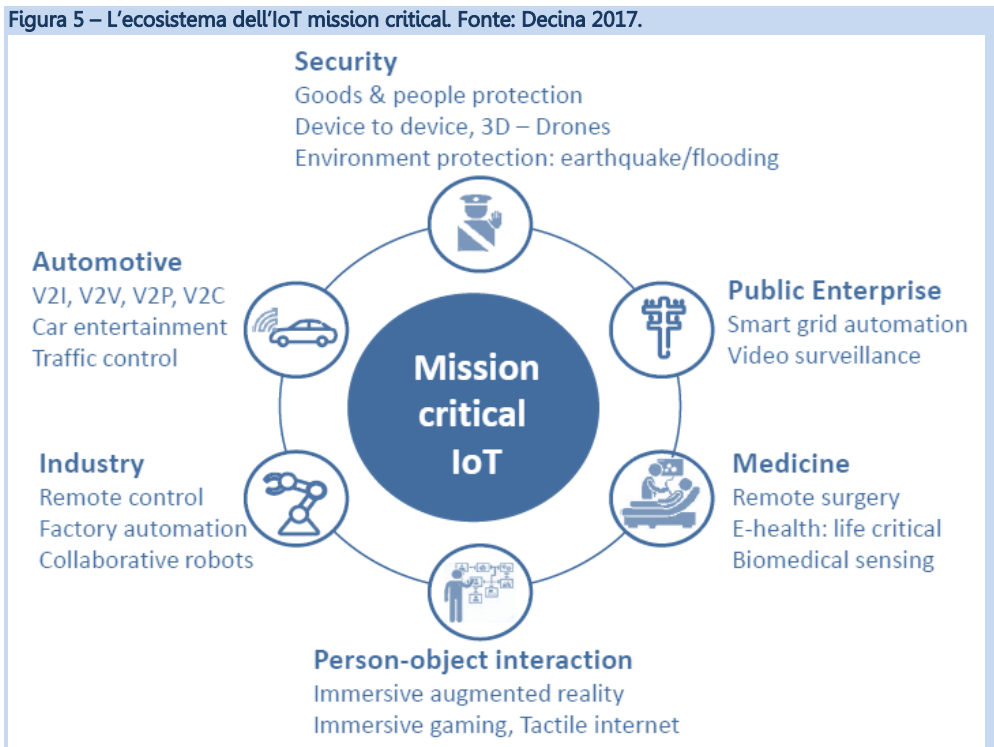 Figura 5 – L'ecosistema dell'IoT mission critical. Fonte: Decina 2017.
Security
Goods & people protection
Device to device, 3D – Drones
Environment protection: earthquake/flooding
Automotive
V2I, V2V, V2P, V2C
Car entertainment
Traffic control
Public Enterprise
Smart grid automation
Video surveillance
Mission
critical
IoT
Industry
Remote control
Factory automation
Collaborative robots
Medicine
Remote surgery
E-health: life critical
Biomedical sensing
Person-object interaction
Immersive augmented reality
Immersive gaming, Tactile internet